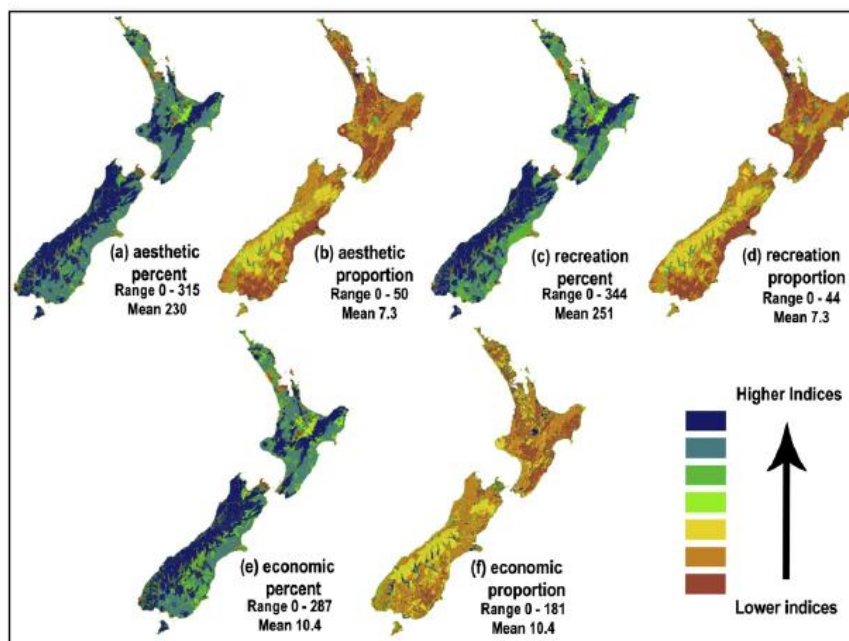 (a) aesthetic
percent
Range 0 - 315
Mean 230
(b) aesthetic
proportion
Range 0 - 50
Mean 7.3
(c) recreation
percent
Range 0 - 344
Mean 251
(d) recreation
proportion
Range 0 - 44
Mean 7.3
(e) economic
percent
Range 0 - 287
Mean 10.4
(f) economic
proportion
Range 0 - 181
Mean 10.4
Higher Indices
Lower indices